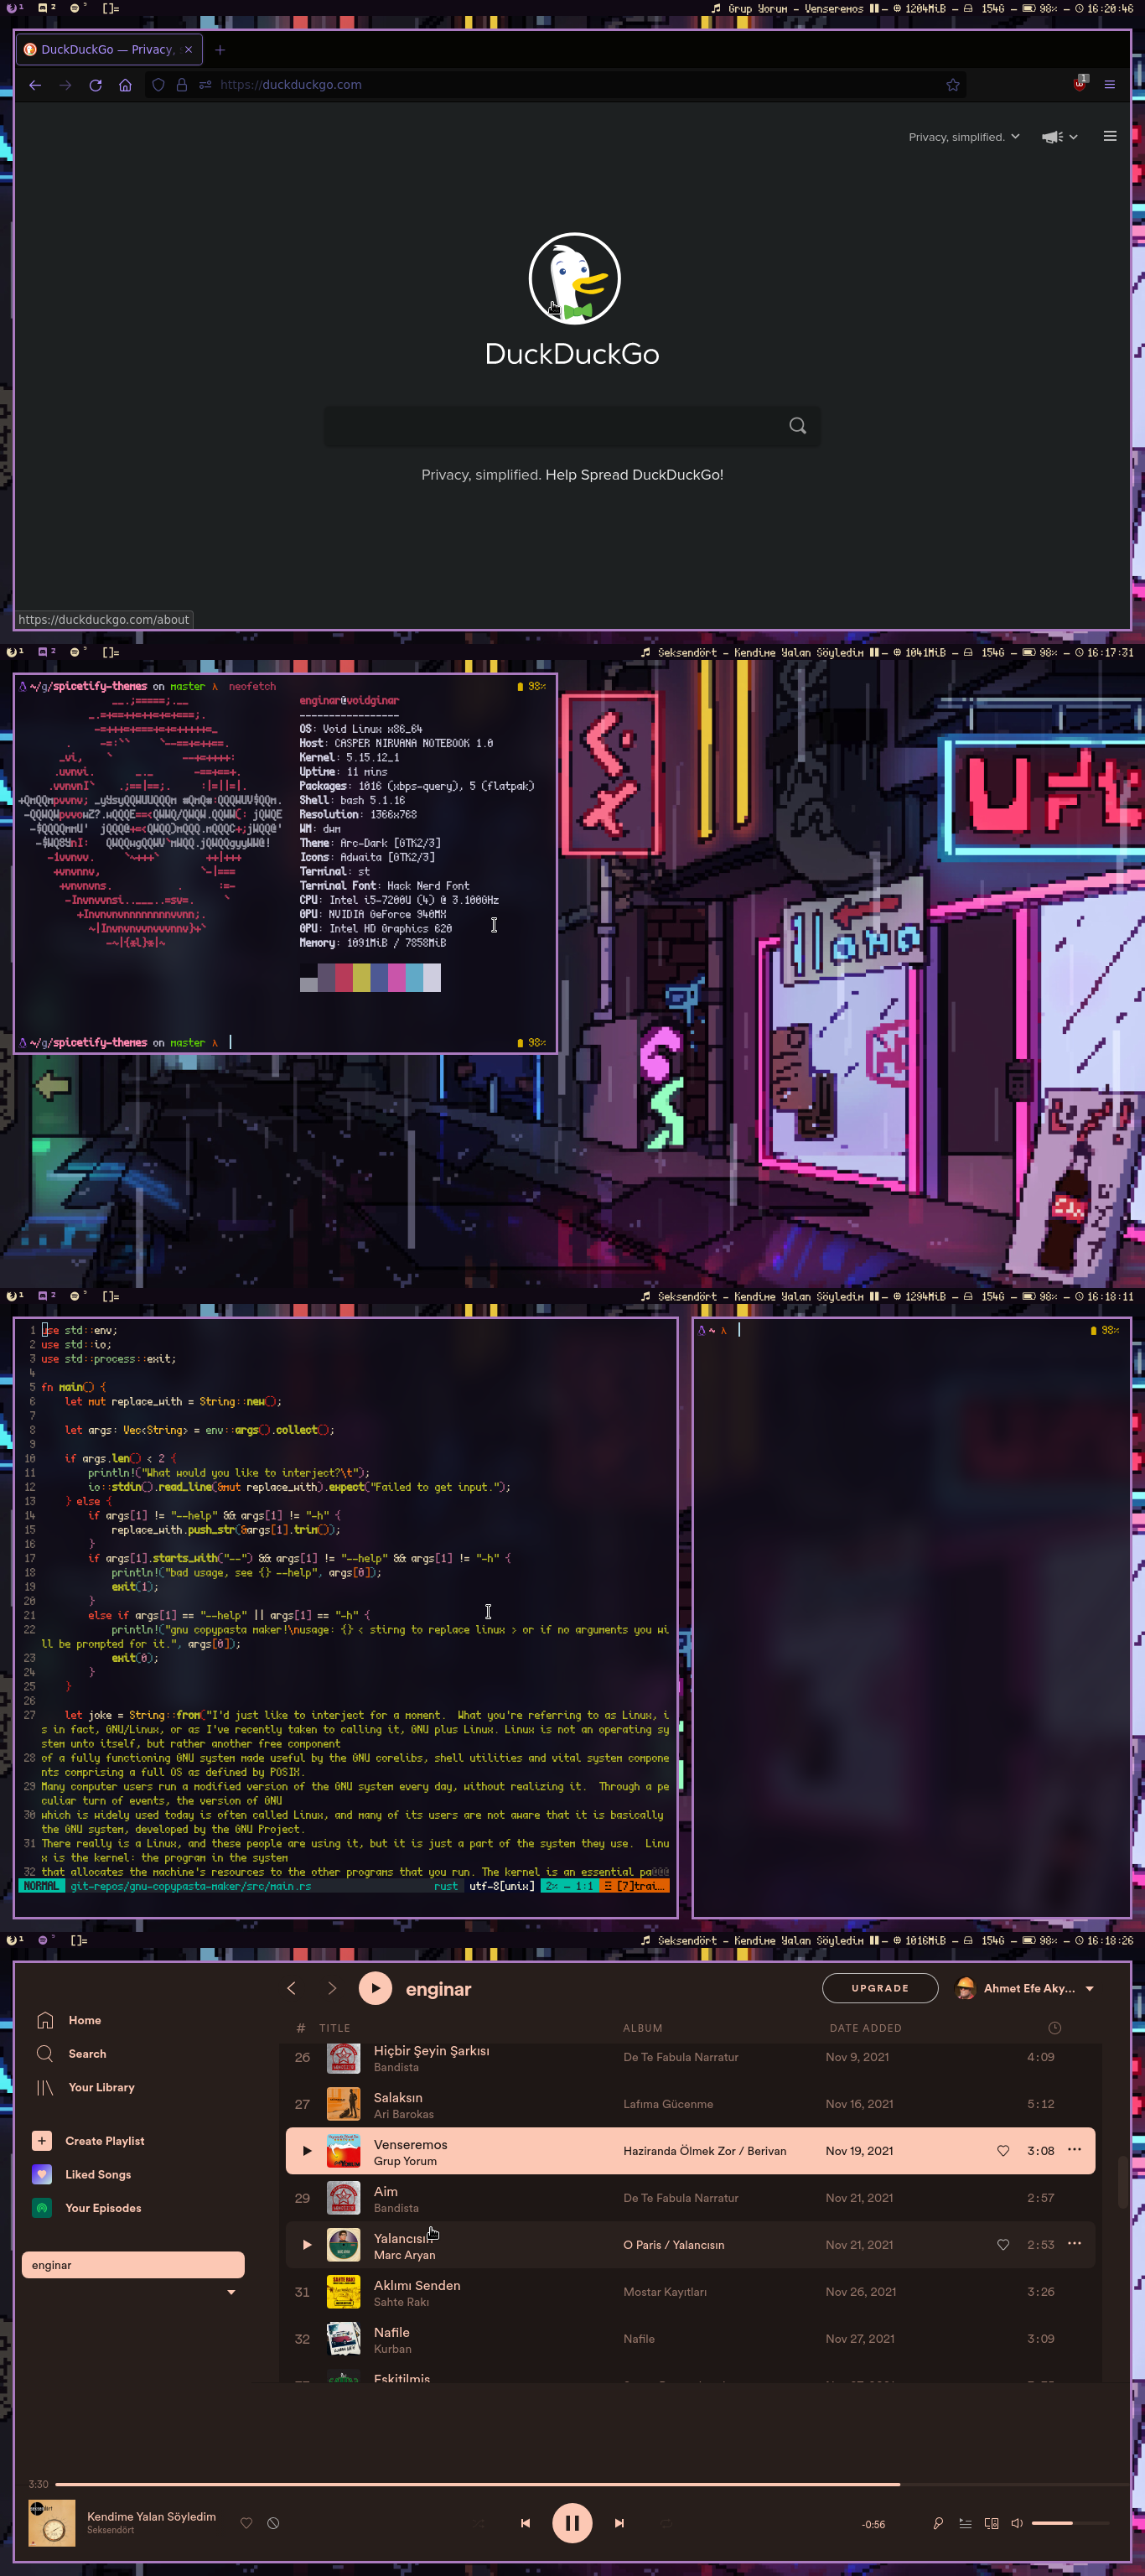 1 2 5 []= Grup Yorum - Venseremos - 1204MiB - 154G - 98% - 16:20:46
DuckDuckGo — Privacy,
https://duckduckgo.com 1
Privacy, simplified.
DuckDuckGo
Privacy, simplified. Help Spread DuckDuckGo!
https://duckduckgo.com/about
1 2 5 []= Seksendört - Kendime Yalan Söyledim - 1041MiB - 154G - 98% - 16:17:31
~/g/spicetify-themes on master λ neofetch 98%
enginar@voidginar
-----------------
OS: Void Linux x86_64
Host: CASPER NIRVANA NOTEBOOK 1.0
Kernel: 5.15.12_1
Uptime: 11 mins
Packages: 1016 (xbps-query), 5 (flatpak)
Shell: bash 5.1.16
Resolution: 1366x768
WM: dwm
Theme: Arc-Dark [GTK2/3]
Icons: Adwaita [GTK2/3]
Terminal: st
Terminal Font: Hack Nerd Font
CPU: Intel i5-7200U (4) @ 3.100GHz
GPU: NVIDIA GeForce 940MX
GPU: Intel HD Graphics 620
Memory: 1091MiB / 7858MiB
~/g/spicetify-themes on master λ 98%
1 2 5 []= Seksendört - Kendime Yalan Söyledim - 1294MiB - 154G - 98% - 16:18:11
1 use std::env;
2 use std::io;
3 use std::process::exit;
4
5 fn main() {
6 let mut replace_with = String::new();
7
8 let args: Vec<String> = env::args().collect();
9
10 if args.len() < 2 {
11 println!("What would you like to interject?\t");
12 io::stdin().read_line(&mut replace_with).expect("Failed to get input.");
13 } else {
14 if args[1] != "--help" && args[1] != "-h" {
15 replace_with.push_str(&args[1].trim());
16 }
17 if args[1].starts_with("--") && args[1] != "--help" && args[1] != "-h" {
18 println!("bad usage, see {} --help", args[0]);
19 exit(1);
20 }
21 else if args[1] == "--help" || args[1] == "-h" {
22 println!("gnu copypasta maker!\nusage: {} < stirng to replace linux > or if no arguments you wi
ll be prompted for it.", args[0]);
23 exit(0);
24 }
25 }
26
27 let joke = String::from("I'd just like to interject for a moment. What you're referring to as Linux, i
s in fact, GNU/Linux, or as I've recently taken to calling it, GNU plus Linux. Linux is not an operating sy
stem unto itself, but rather another free component
28 of a fully functioning GNU system made useful by the GNU corelibs, shell utilities and vital system compone
nts comprising a full OS as defined by POSIX.
29 Many computer users run a modified version of the GNU system every day, without realizing it. Through a pe
culiar turn of events, the version of GNU
30 which is widely used today is often called Linux, and many of its users are not aware that it is basically
the GNU system, developed by the GNU Project.
31 There really is a Linux, and these people are using it, but it is just a part of the system they use. Linu
x is the kernel: the program in the system
32 that allocates the machine's resources to the other programs that you run. The kernel is an essential pa@@@
NORMAL git-repos/gnu-copypasta-maker/src/main.rs rust utf-8[unix] 2% - 1:1 [7]trai...
~ λ 98%
1 5 []= Seksendört - Kendime Yalan Söyledim - 1016MiB - 154G - 98% - 16:18:26
enginar UPGRADE Ahmet Efe Aky...
Home
Search
Your Library
Create Playlist
Liked Songs
Your Episodes
enginar
# TITLE ALBUM DATE ADDED
26 Hiçbir Şeyin Şarkısı De Te Fabula Narratur Nov 9, 2021 4:09
Bandista
27 Salaksın Lafıma Gücenme Nov 16, 2021 5:12
Ari Barokas
Venseremos Haziranda Ölmek Zor / Berivan Nov 19, 2021 3:08
Grup Yorum
29 Aim De Te Fabula Narratur Nov 21, 2021 2:57
Bandista
Yalancısın O Paris / Yalancısın Nov 21, 2021 2:53
Marc Aryan
31 Aklımı Senden Mostar Kayıtları Nov 26, 2021 3:26
Sahte Rakı
32 Nafile Nafile Nov 27, 2021 3:09
Kurban
Eskitilmiş
3:30
Kendime Yalan Söyledim
Seksendört
-0:56